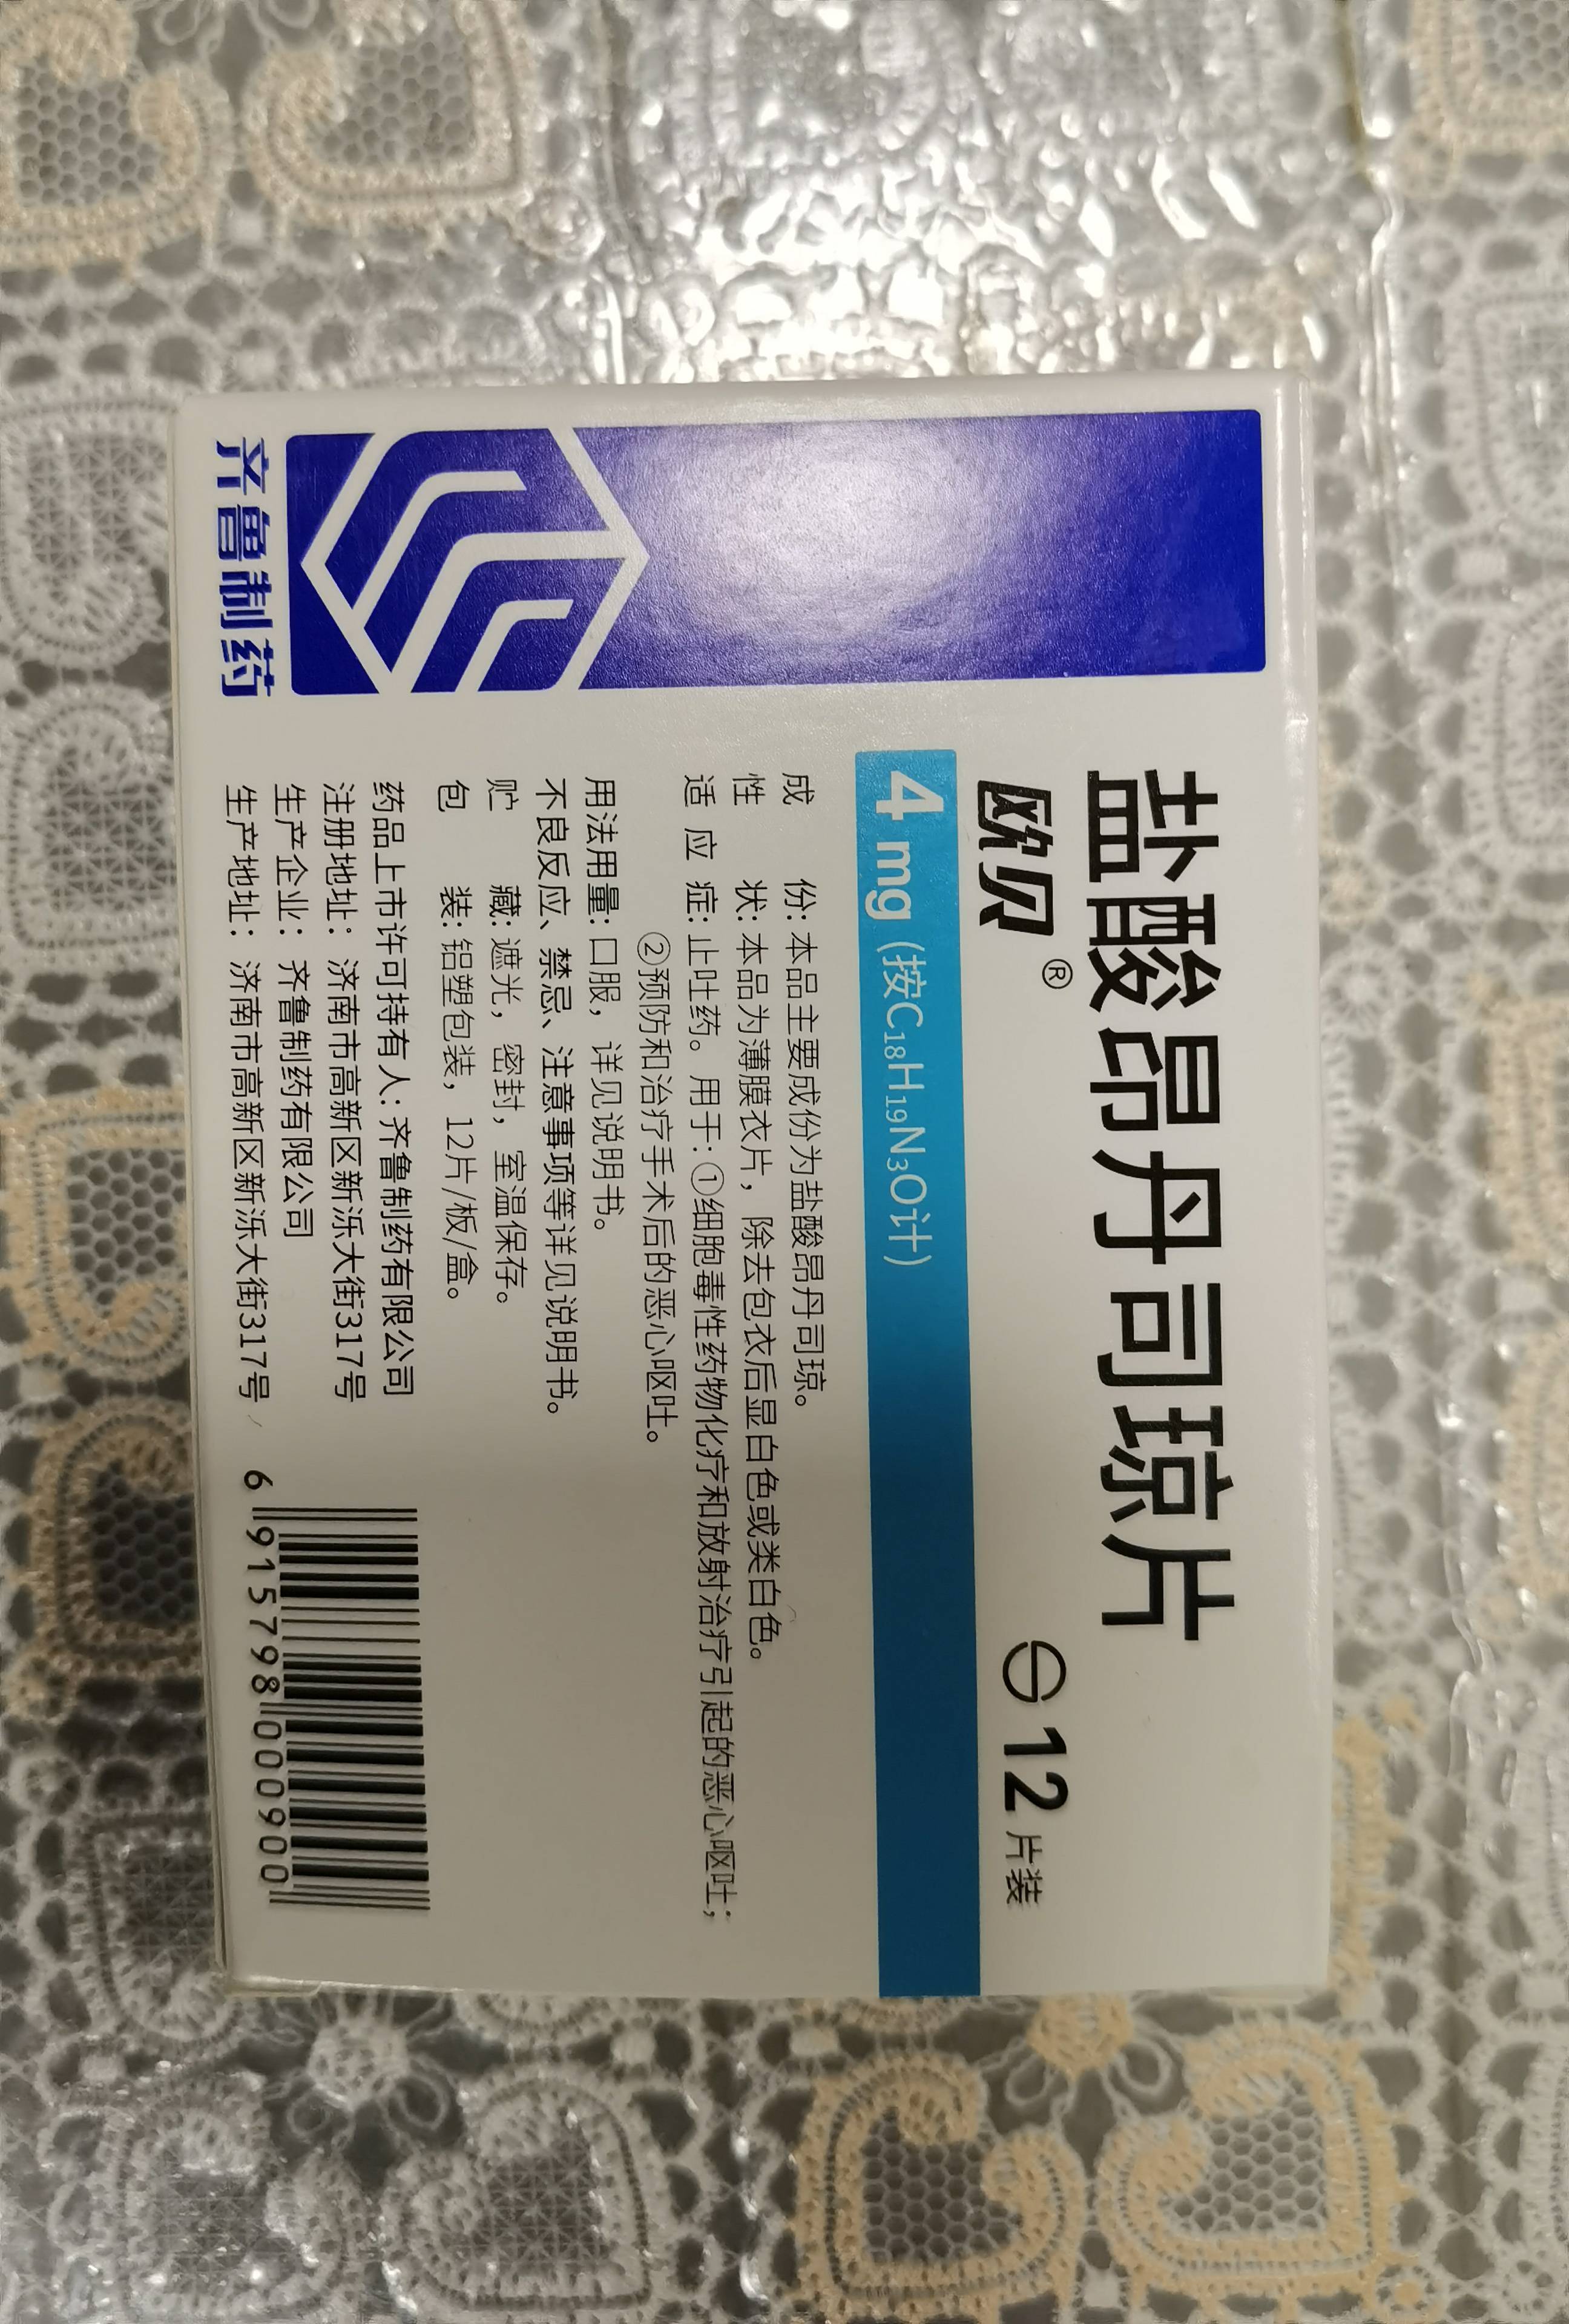 盐酸昂丹司琼片
欧贝®
12片装
4 mg (按C₁₈H₁₉N₃O计)
成份:本品主要成份为盐酸昂丹司琼。
性状:本品为薄膜衣片，除去包衣后显白色或类白色。
适应症:止吐药。用于:①细胞毒性药物化疗和放射治疗引起的恶心呕吐;
②预防和治疗手术后的恶心呕吐。
用法用量:口服，详见说明书。
不良反应、禁忌、注意事项等详见说明书。
贮藏:遮光，密封，室温保存。
包装:铝塑包装，12片/板/盒。
药品上市许可持有人:齐鲁制药有限公司
注册地址:济南市高新区新泺大街317号
生产企业:齐鲁制药有限公司
生产地址:济南市高新区新泺大街317号
齐鲁制药
6 915798 000900